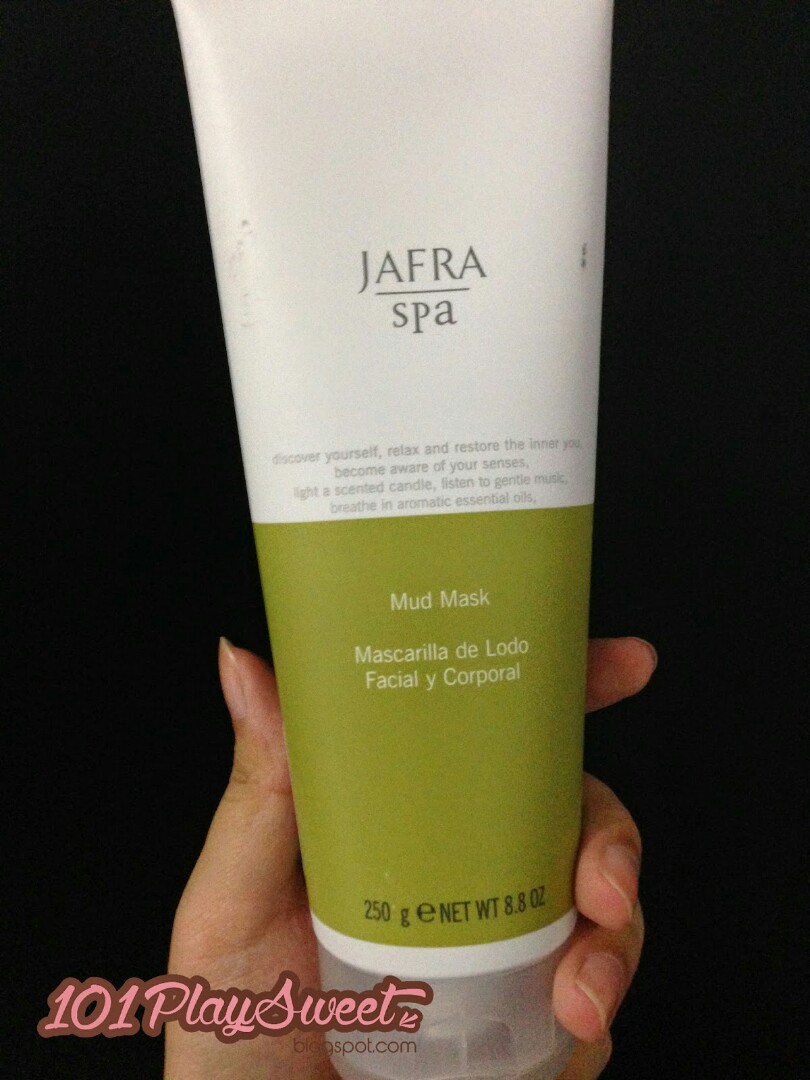 JAFRA
spa
discover yourself, relax and restore the inner you,
become aware of your senses,
light a scented candle, listen to gentle music,
breathe in aromatic essential oils,
Mud Mask
Mascarilla de Lodo
Facial y Corporal
250 g e NET WT 8.8 OZ
101PlaySweet
blogspot.com